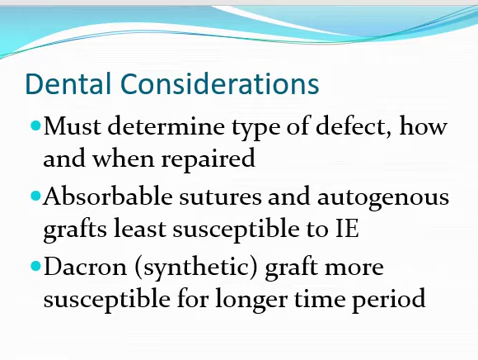 Dental Considerations
Must determine type of defect, how
and when repaired
Absorbable sutures and autogenous
grafts least susceptible to IE
Dacron (synthetic) graft more
susceptible for longer time period